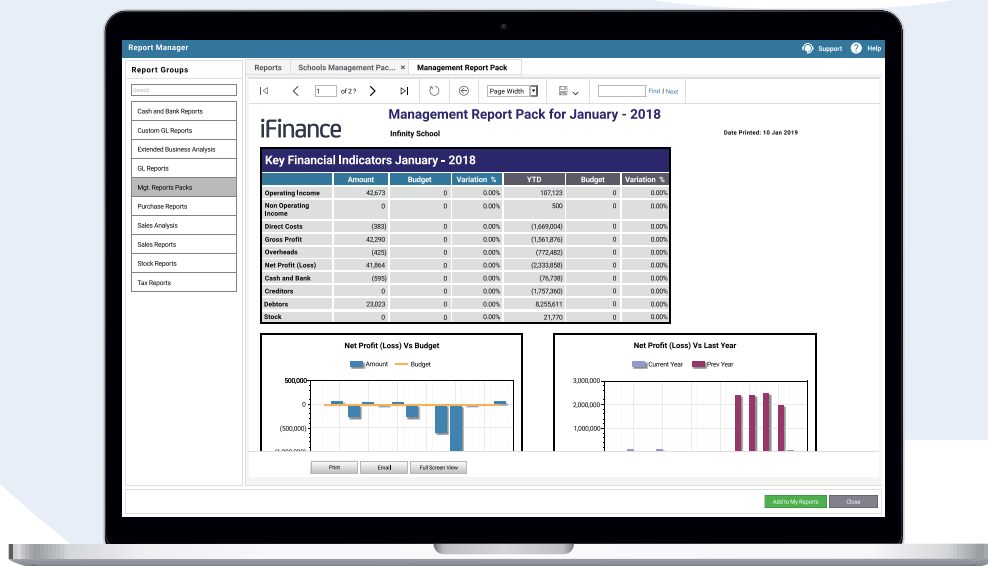 Report Manager
Support
Help
Report Groups
Search
Cash and Bank Reports
Custom GL Reports
Extended Business Analysis
GL Reports
Mgt. Reports Packs
Purchase Reports
Sales Analysis
Sales Reports
Stock Reports
Tax Reports
Reports Schools Management Pac... × Management Report Pack
1 of 2 ? Page Width Find | Next
iFinance
Management Report Pack for January - 2018
Infinity School
Date Printed: 10 Jan 2019
Key Financial Indicators January - 2018
Amount Budget Variation % YTD Budget Variation %
Operating Income 42,673 0 0.00% 107,123 0 0.00%
Non Operating Income 0 0 0.00% 500 0 0.00%
Direct Costs (383) 0 0.00% (1,669,004) 0 0.00%
Gross Profit 42,290 0 0.00% (1,561,876) 0 0.00%
Overheads (425) 0 0.00% (772,482) 0 0.00%
Net Profit (Loss) 41,864 0 0.00% (2,333,858) 0 0.00%
Cash and Bank (595) 0 0.00% (76,738) 0 0.00%
Creditors 0 0 0.00% (1,757,360) 0 0.00%
Debtors 23,023 0 0.00% 8,255,611 0 0.00%
Stock 0 0 0.00% 21,770 0 0.00%
Net Profit (Loss) Vs Budget
Amount Budget
500,000
0
(500,000)
Net Profit (Loss) Vs Last Year
Current Year Prev Year
3,000,000
2,000,000
1,000,000
Print Email Full Screen View
Add to My Reports Close